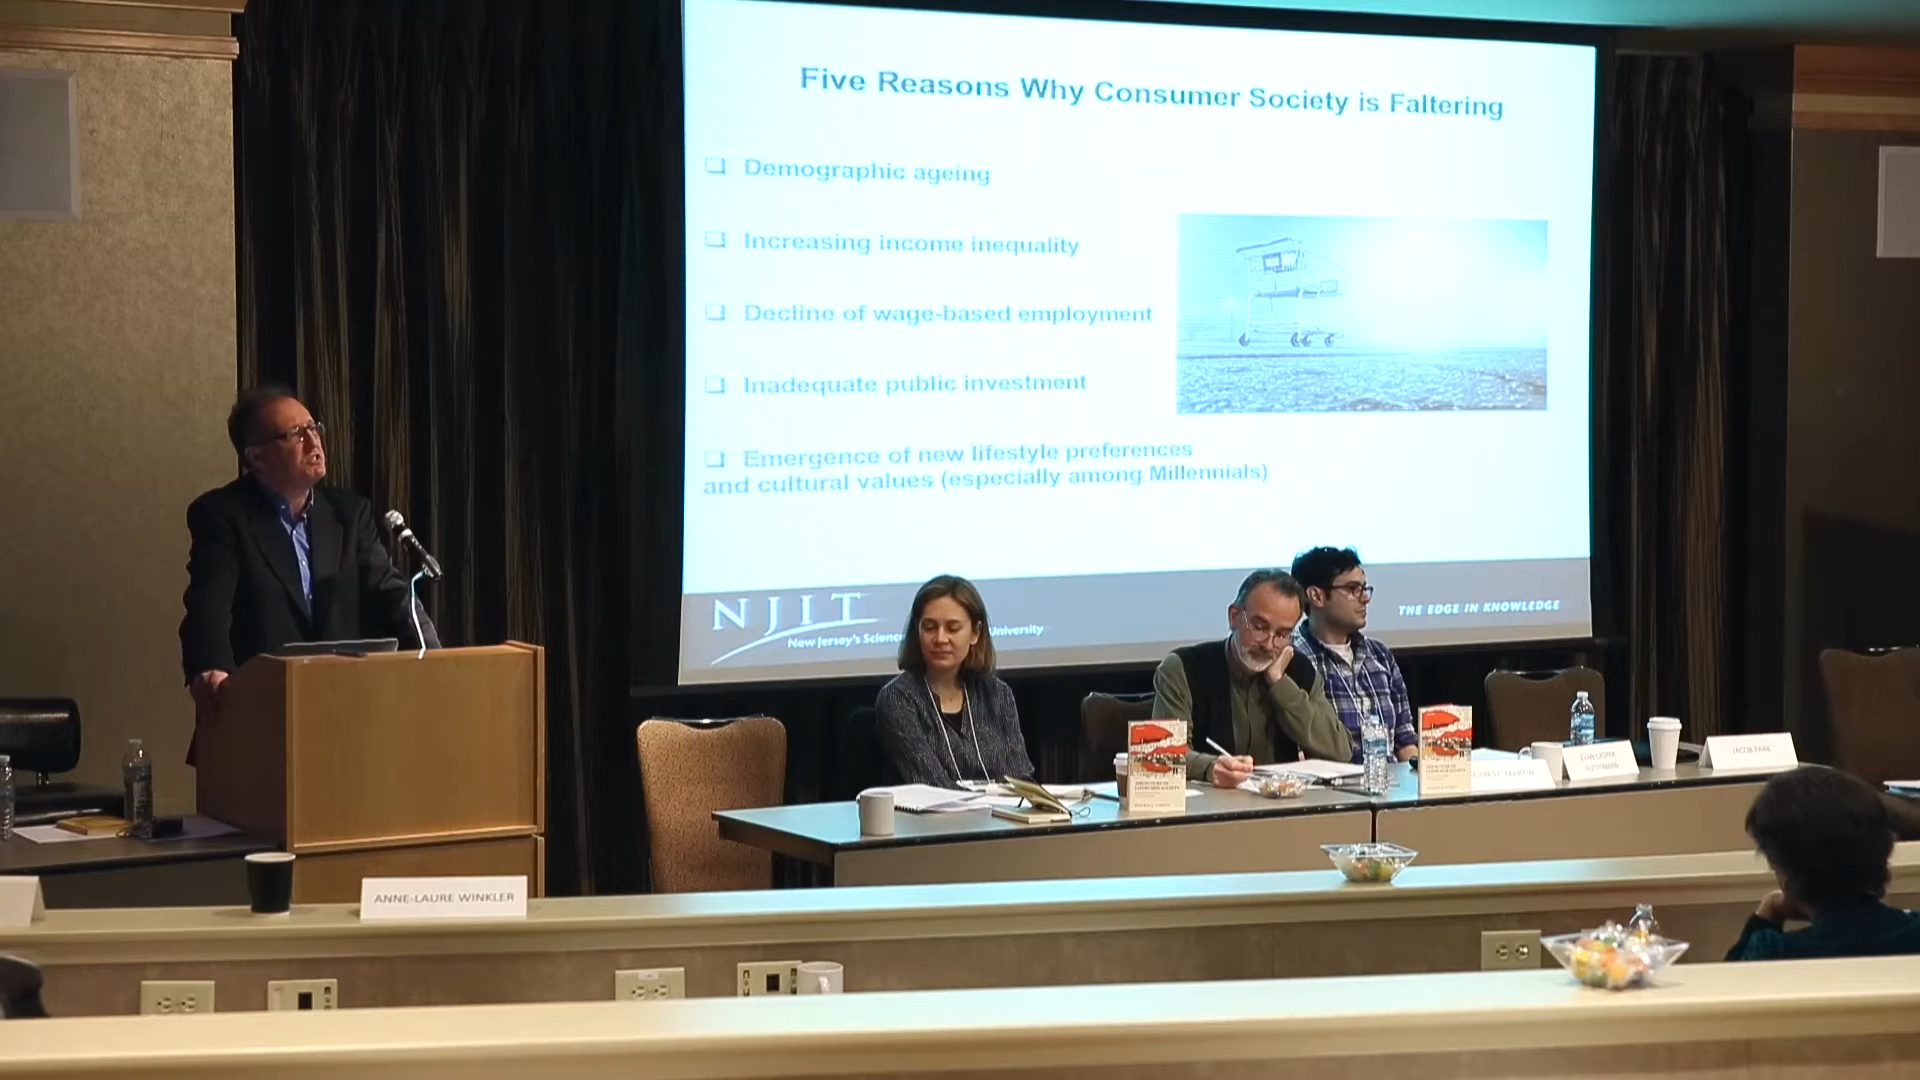 Five Reasons Why Consumer Society is Faltering
❑ Demographic ageing
❑ Increasing income inequality
❑ Decline of wage-based employment
❑ Inadequate public investment
❑ Emergence of new lifestyle preferences
and cultural values (especially among Millennials)
NJIT
New Jersey's Science
University
THE EDGE IN KNOWLEDGE
JACOB PARK
ANNE-LAURE WINKLER